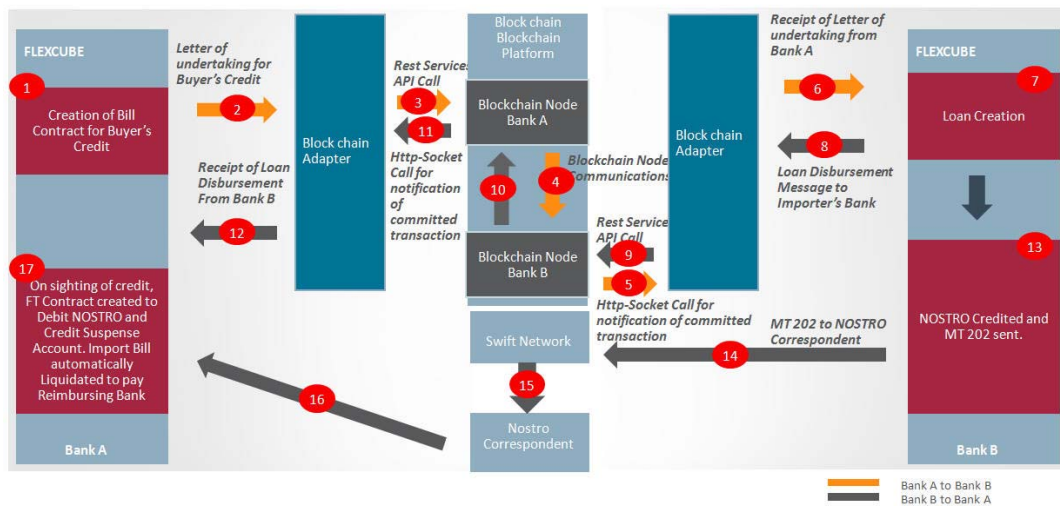 FLEXCUBE
1
Creation of Bill
Contract for Buyer's
Credit
17
On sighting of credit,
FT Contract created to
Debit NOSTRO and
Credit Suspense
Account. Import Bill
automatically
Liquidated to pay
Reimbursing Bank
Bank A
Letter of
undertaking for
Buyer's Credit
2
Receipt of Loan
Disbursement
From Bank B
12
16
Block chain
Adapter
Rest Services
API Call
3
11
Http-Socket
Call for
notification
of
committed
transaction
Block chain
Blockchain
Platform
Blockchain Node
Bank A
10
4
Blockchain Node
Communications
Blockchain Node
Bank B
Rest Services
API Call
9
5
Http-Socket Call for
notification of committed
transaction
Swift Network
15
Nostro
Correspondent
Block chain
Adapter
Receipt of Letter of
undertaking from
Bank A
6
8
Loan Disbursement
Message to
Importer's Bank
MT 202 to NOSTRO
Correspondent
14
FLEXCUBE
7
Loan Creation
13
NOSTRO Credited and
MT 202 sent.
Bank B
Bank A to Bank B
Bank B to Bank A